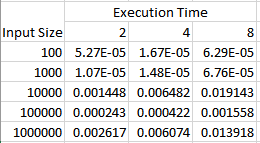 Execution Time
Input Size 2 4 8
100 5.27E-05 1.67E-05 6.29E-05
1000 1.07E-05 1.48E-05 6.76E-05
10000 0.001448 0.006482 0.019143
100000 0.000243 0.000422 0.001558
1000000 0.002617 0.006074 0.013918